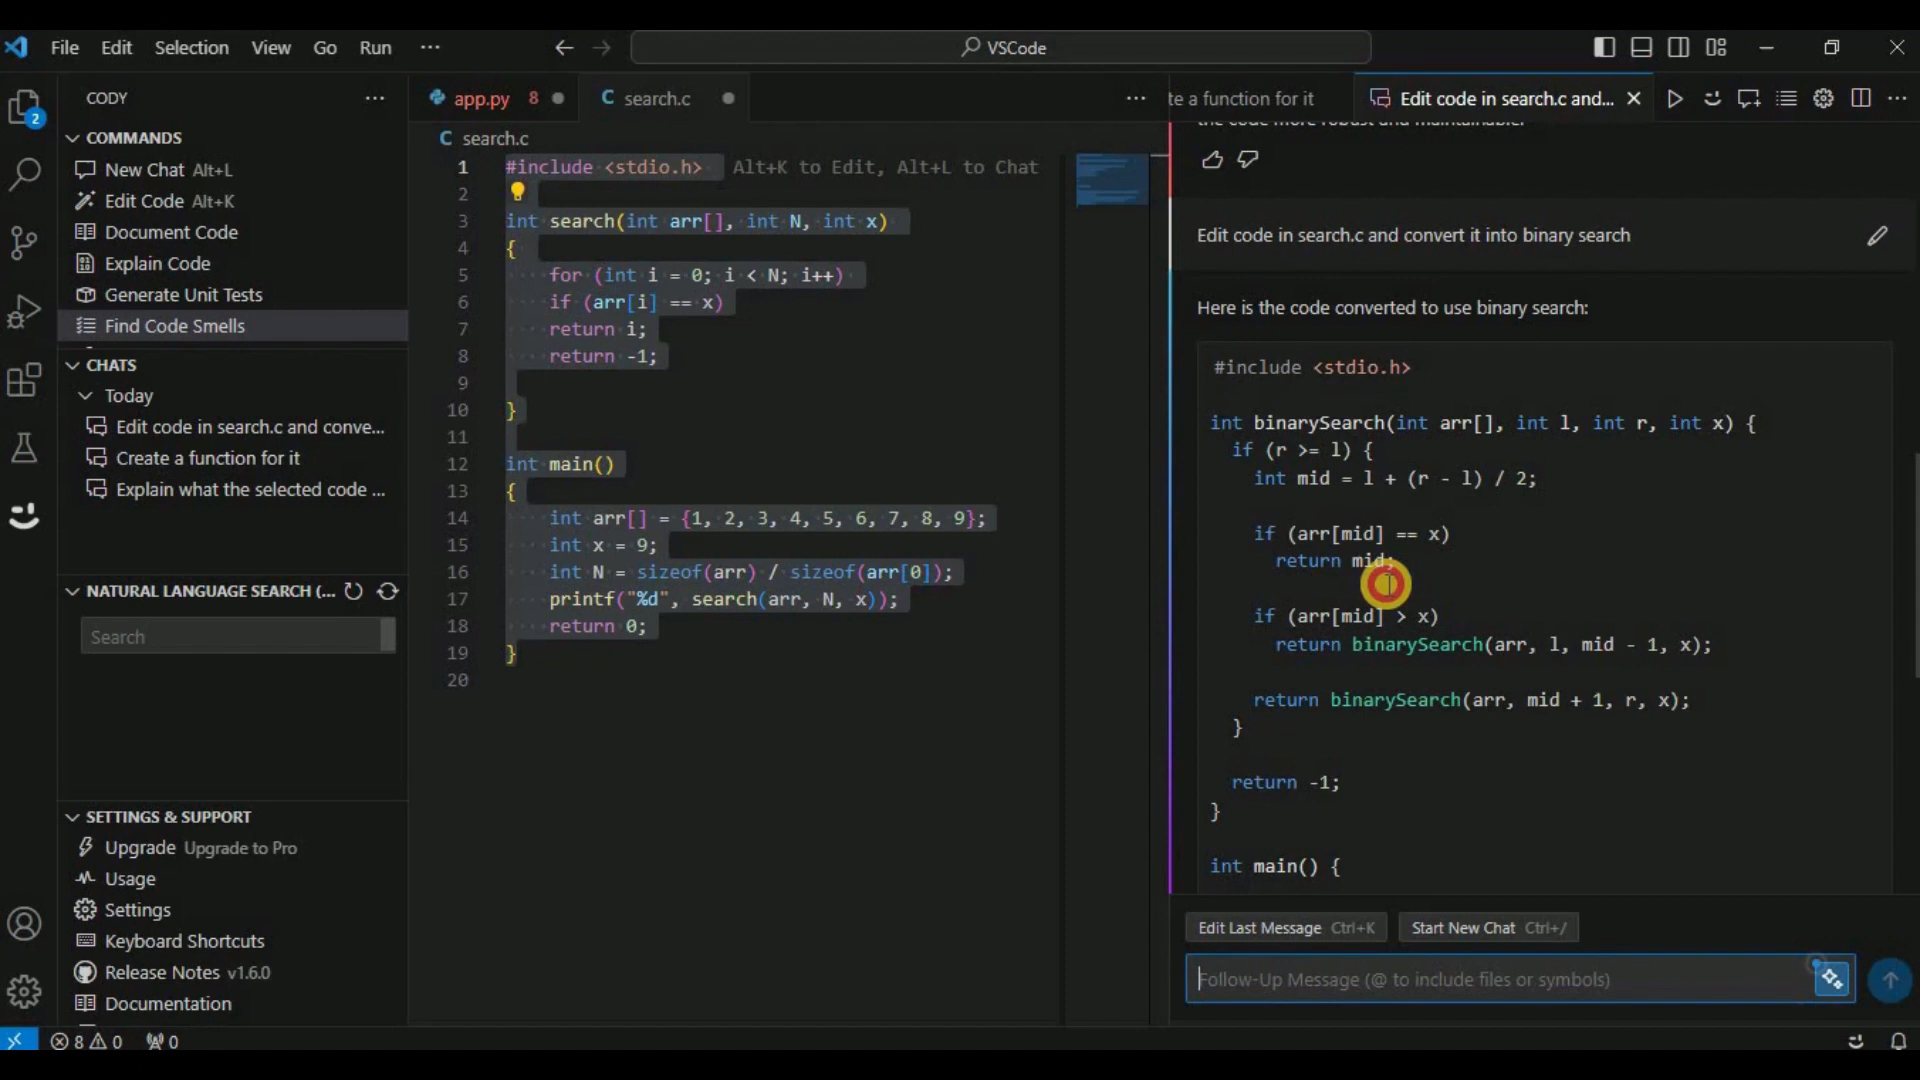 File Edit Selection View Go Run ··· VSCode
CODY ···
COMMANDS
New Chat Alt+L
Edit Code Alt+K
Document Code
Explain Code
Generate Unit Tests
Find Code Smells
CHATS
Today
Edit code in search.c and conve...
Create a function for it
Explain what the selected code ...
NATURAL LANGUAGE SEARCH (...
Search
SETTINGS & SUPPORT
Upgrade Upgrade to Pro
Usage
Settings
Keyboard Shortcuts
Release Notes v1.6.0
Documentation
2
app.py 8
C search.c
···
C search.c
1 #include <stdio.h> Alt+K to Edit, Alt+L to Chat
2
3 int search(int arr[], int N, int x)
4 {
5 for (int i = 0; i < N; i++)
6 if (arr[i] == x)
7 return i;
8 return -1;
9
10 }
11
12 int main()
13 {
14 int arr[] = {1, 2, 3, 4, 5, 6, 7, 8, 9};
15 int x = 9;
16 int N = sizeof(arr) / sizeof(arr[0]);
17 printf("%d", search(arr, N, x));
18 return 0;
19 }
20
te a function for it
Edit code in search.c and...
···
the code more robust and maintainable.
Edit code in search.c and convert it into binary search
Here is the code converted to use binary search:
#include <stdio.h>
int binarySearch(int arr[], int l, int r, int x) {
if (r >= l) {
int mid = l + (r - l) / 2;
if (arr[mid] == x)
return mid;
if (arr[mid] > x)
return binarySearch(arr, l, mid - 1, x);
return binarySearch(arr, mid + 1, r, x);
}
return -1;
}
int main() {
Edit Last Message Ctrl+K Start New Chat Ctrl+/
Follow-Up Message (@ to include files or symbols)
8 0 0